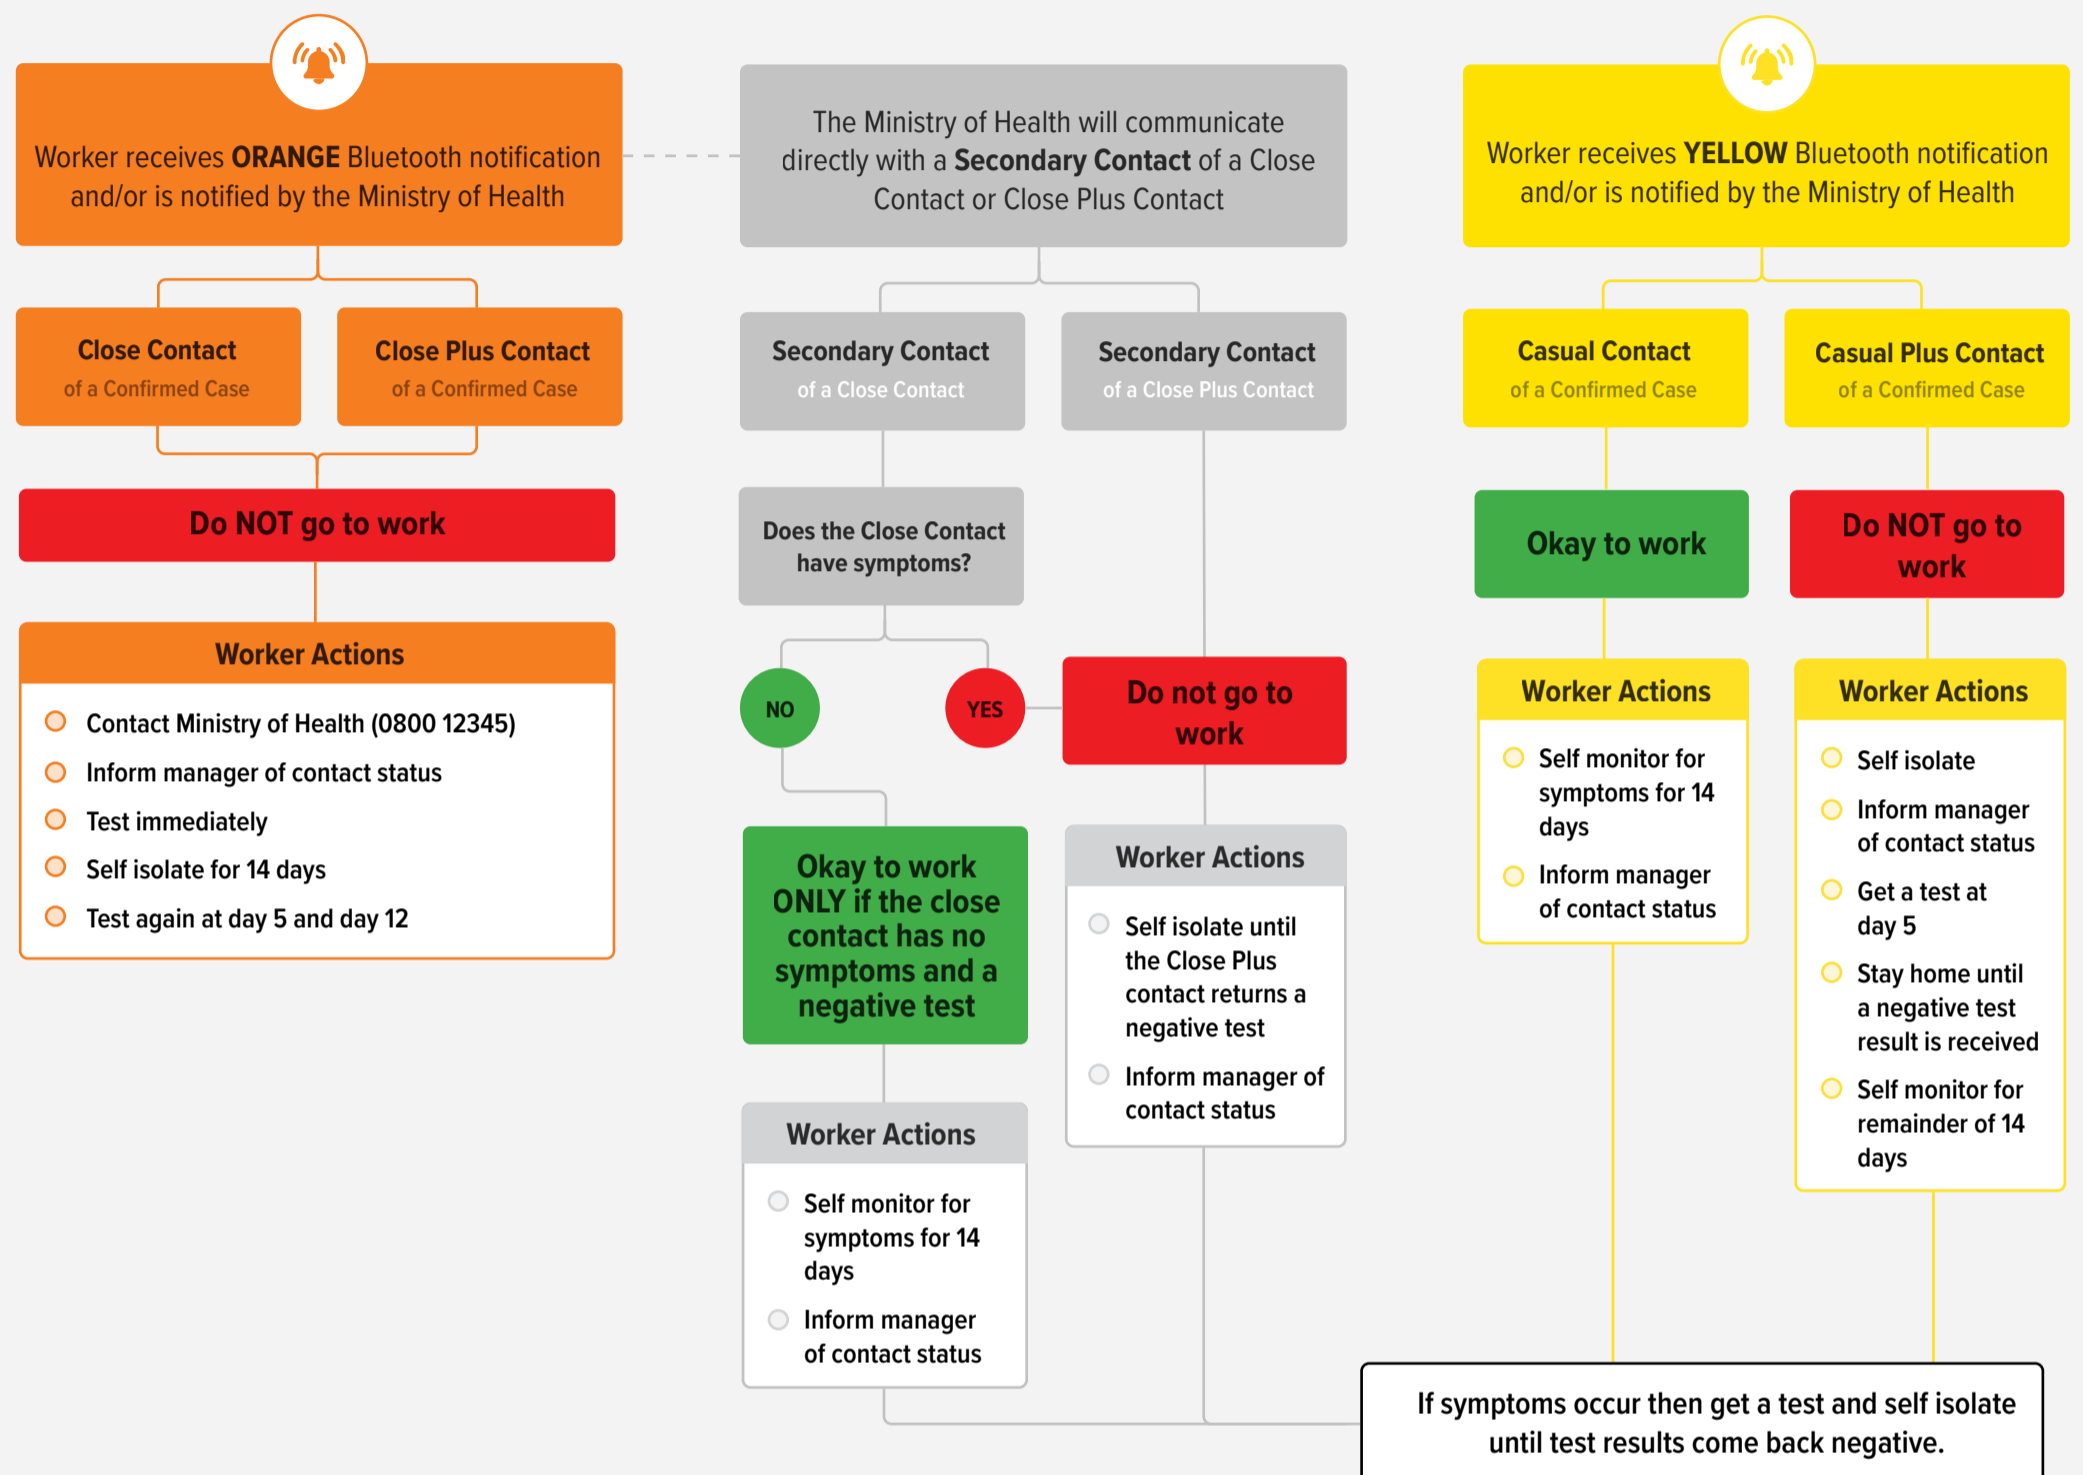 Worker receives ORANGE Bluetooth notification
and/or is notified by the Ministry of Health
Close Contact
of a Confirmed Case
Close Plus Contact
of a Confirmed Case
Do NOT go to work
Worker Actions
Contact Ministry of Health (0800 12345)
Inform manager of contact status
Test immediately
Self isolate for 14 days
Test again at day 5 and day 12
The Ministry of Health will communicate
directly with a Secondary Contact of a Close
Contact or Close Plus Contact
Secondary Contact
of a Close Contact
Secondary Contact
of a Close Plus Contact
Does the Close Contact
have symptoms?
NO
YES
Do not go to
work
Okay to work
ONLY if the close
contact has no
symptoms and a
negative test
Worker Actions
Self monitor for
symptoms for 14
days
Inform manager
of contact status
Worker Actions
Self isolate until
the Close Plus
contact returns a
negative test
Inform manager of
contact status
Worker receives YELLOW Bluetooth notification
and/or is notified by the Ministry of Health
Casual Contact
of a Confirmed Case
Casual Plus Contact
of a Confirmed Case
Okay to work
Do NOT go to
work
Worker Actions
Self monitor for
symptoms for 14
days
Inform manager
of contact status
Worker Actions
Self isolate
Inform manager
of contact status
Get a test at
day 5
Stay home until
a negative test
result is received
Self monitor for
remainder of 14
days
If symptoms occur then get a test and self isolate
until test results come back negative.